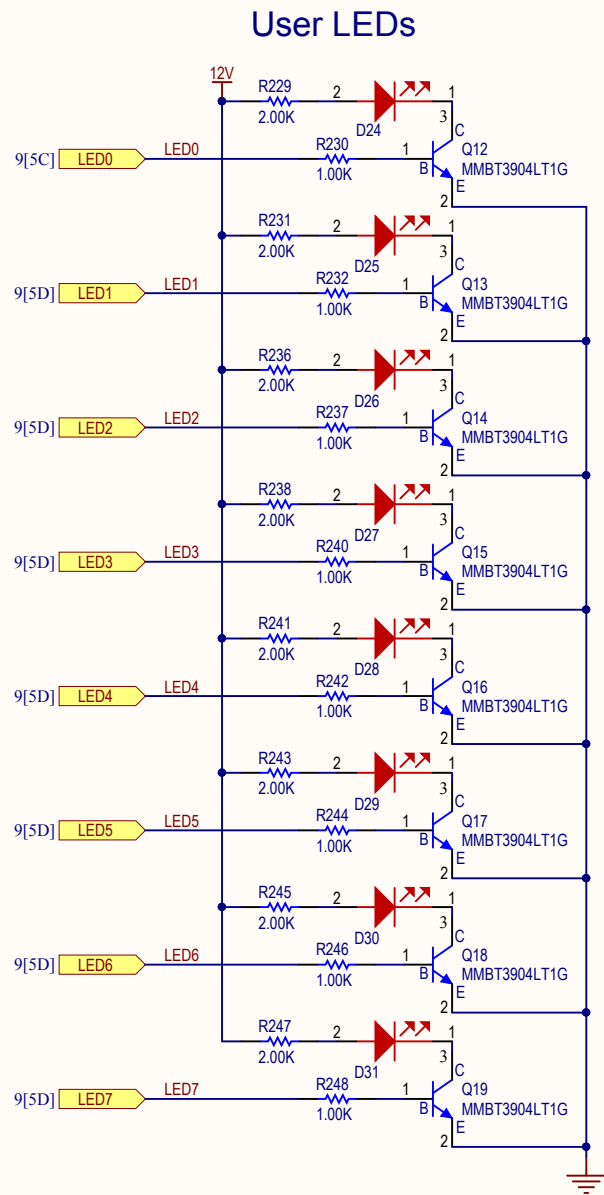 User LEDs
12V
R229
2.00K
2
D24
1
3
C
Q12
MMBT3904LT1G
9[5C] LED0 LED0
R230
1.00K
1
B
E
2
R231
2.00K
2
D25
1
3
C
Q13
MMBT3904LT1G
9[5D] LED1 LED1
R232
1.00K
1
B
E
2
R236
2.00K
2
D26
1
3
C
Q14
MMBT3904LT1G
9[5D] LED2 LED2
R237
1.00K
1
B
E
2
R238
2.00K
2
D27
1
3
C
Q15
MMBT3904LT1G
9[5D] LED3 LED3
R240
1.00K
1
B
E
2
R241
2.00K
2
D28
1
3
C
Q16
MMBT3904LT1G
9[5D] LED4 LED4
R242
1.00K
1
B
E
2
R243
2.00K
2
D29
1
3
C
Q17
MMBT3904LT1G
9[5D] LED5 LED5
R244
1.00K
1
B
E
2
R245
2.00K
2
D30
1
3
C
Q18
MMBT3904LT1G
9[5D] LED6 LED6
R246
1.00K
1
B
E
2
R247
2.00K
2
D31
1
3
C
Q19
MMBT3904LT1G
9[5D] LED7 LED7
R248
1.00K
1
B
E
2